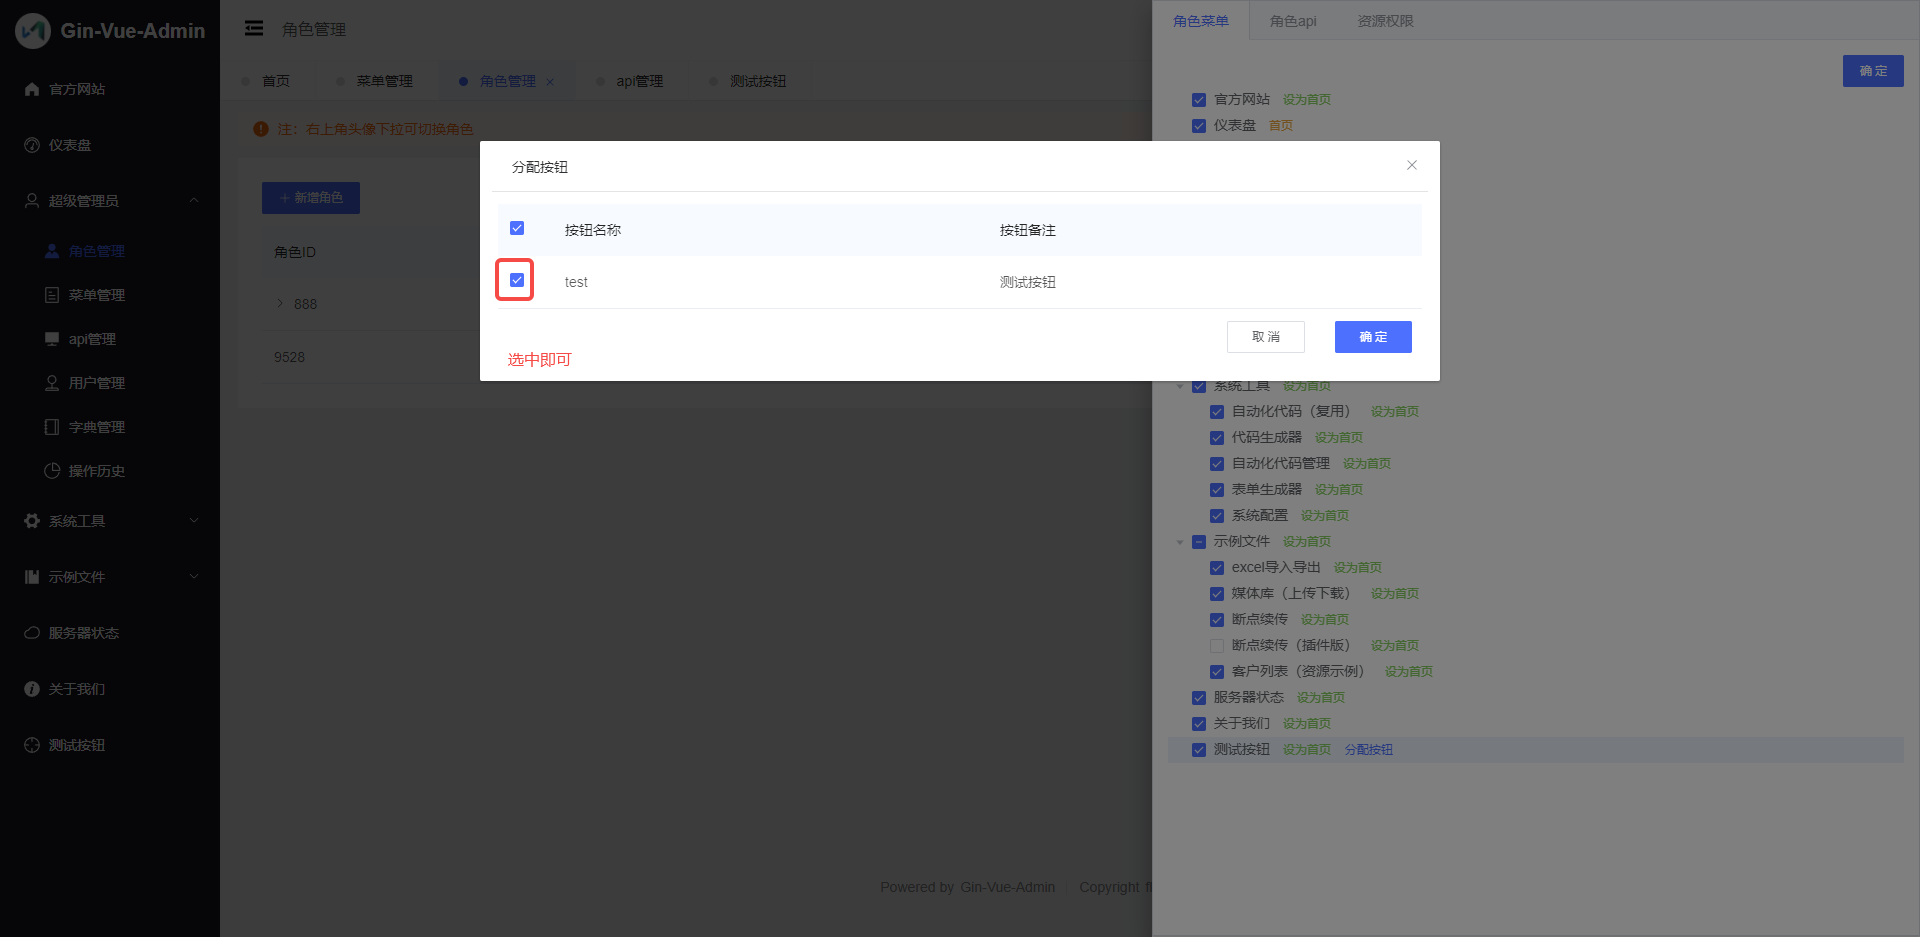 Gin-Vue-Admin
官方网站
仪表盘
超级管理员
角色管理
菜单管理
api管理
用户管理
字典管理
操作历史
系统工具
示例文件
服务器状态
关于我们
测试按钮
角色管理
首页
菜单管理
角色管理
api管理
测试按钮
注：右上角头像下拉可切换角色
新增角色
角色ID
888
9528
Powered by Gin-Vue-Admin
Copyright
分配按钮
按钮名称 按钮备注
test 测试按钮
取 消 确 定
选中即可
角色菜单 角色api 资源权限
确 定
官方网站 设为首页
仪表盘 首页
系统工具 设为首页
自动化代码（复用） 设为首页
代码生成器 设为首页
自动化代码管理 设为首页
表单生成器 设为首页
系统配置 设为首页
示例文件 设为首页
excel导入导出 设为首页
媒体库（上传下载） 设为首页
断点续传 设为首页
断点续传（插件版） 设为首页
客户列表（资源示例） 设为首页
服务器状态 设为首页
关于我们 设为首页
测试按钮 设为首页 分配按钮